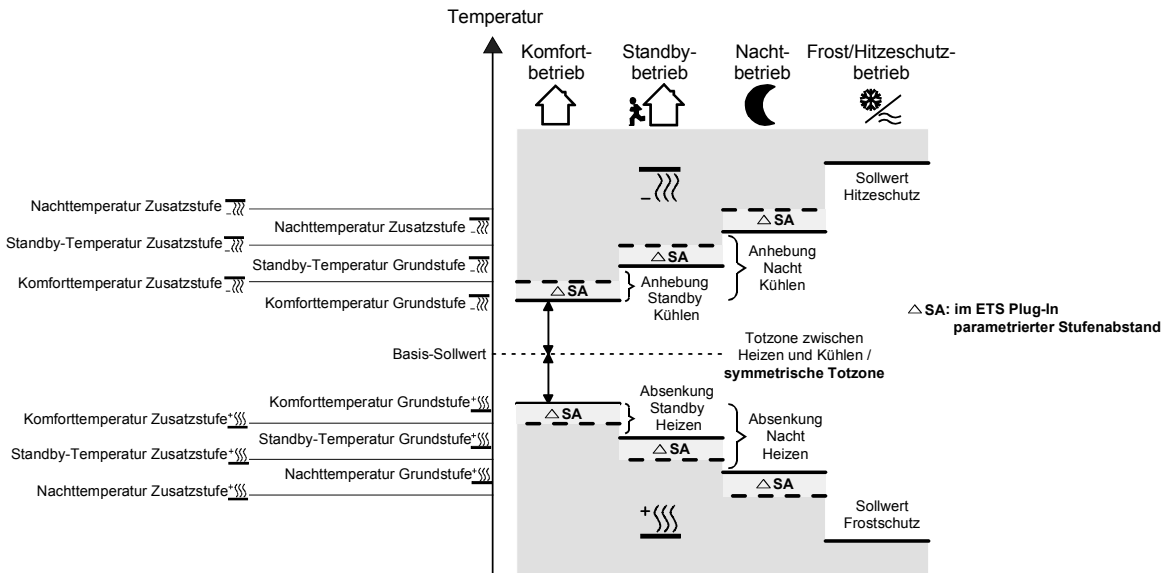 Temperatur
Komfort-
betrieb
Standby-
betrieb
Nacht-
betrieb
Frost/Hitzeschutz-
betrieb
Sollwert
Hitzeschutz
Nachttemperatur Zusatzstufe
Nachttemperatur Zusatzstufe
Standby-Temperatur Zusatzstufe
Standby-Temperatur Grundstufe
Komforttemperatur Zusatzstufe
Komforttemperatur Grundstufe
△ SA
△ SA
△ SA
Anhebung
Standby
Kühlen
Anhebung
Nacht
Kühlen
△ SA: im ETS Plug-In
parametrierter Stufenabstand
Basis-Sollwert
Totzone zwischen
Heizen und Kühlen /
symmetrische Totzone
Komforttemperatur Grundstufe
Komforttemperatur Zusatzstufe
Standby-Temperatur Grundstufe
Standby-Temperatur Zusatzstufe
Nachttemperatur Grundstufe
Nachttemperatur Zusatzstufe
△ SA
△ SA
△ SA
Absenkung
Standby
Heizen
Absenkung
Nacht
Heizen
Sollwert
Frostschutz